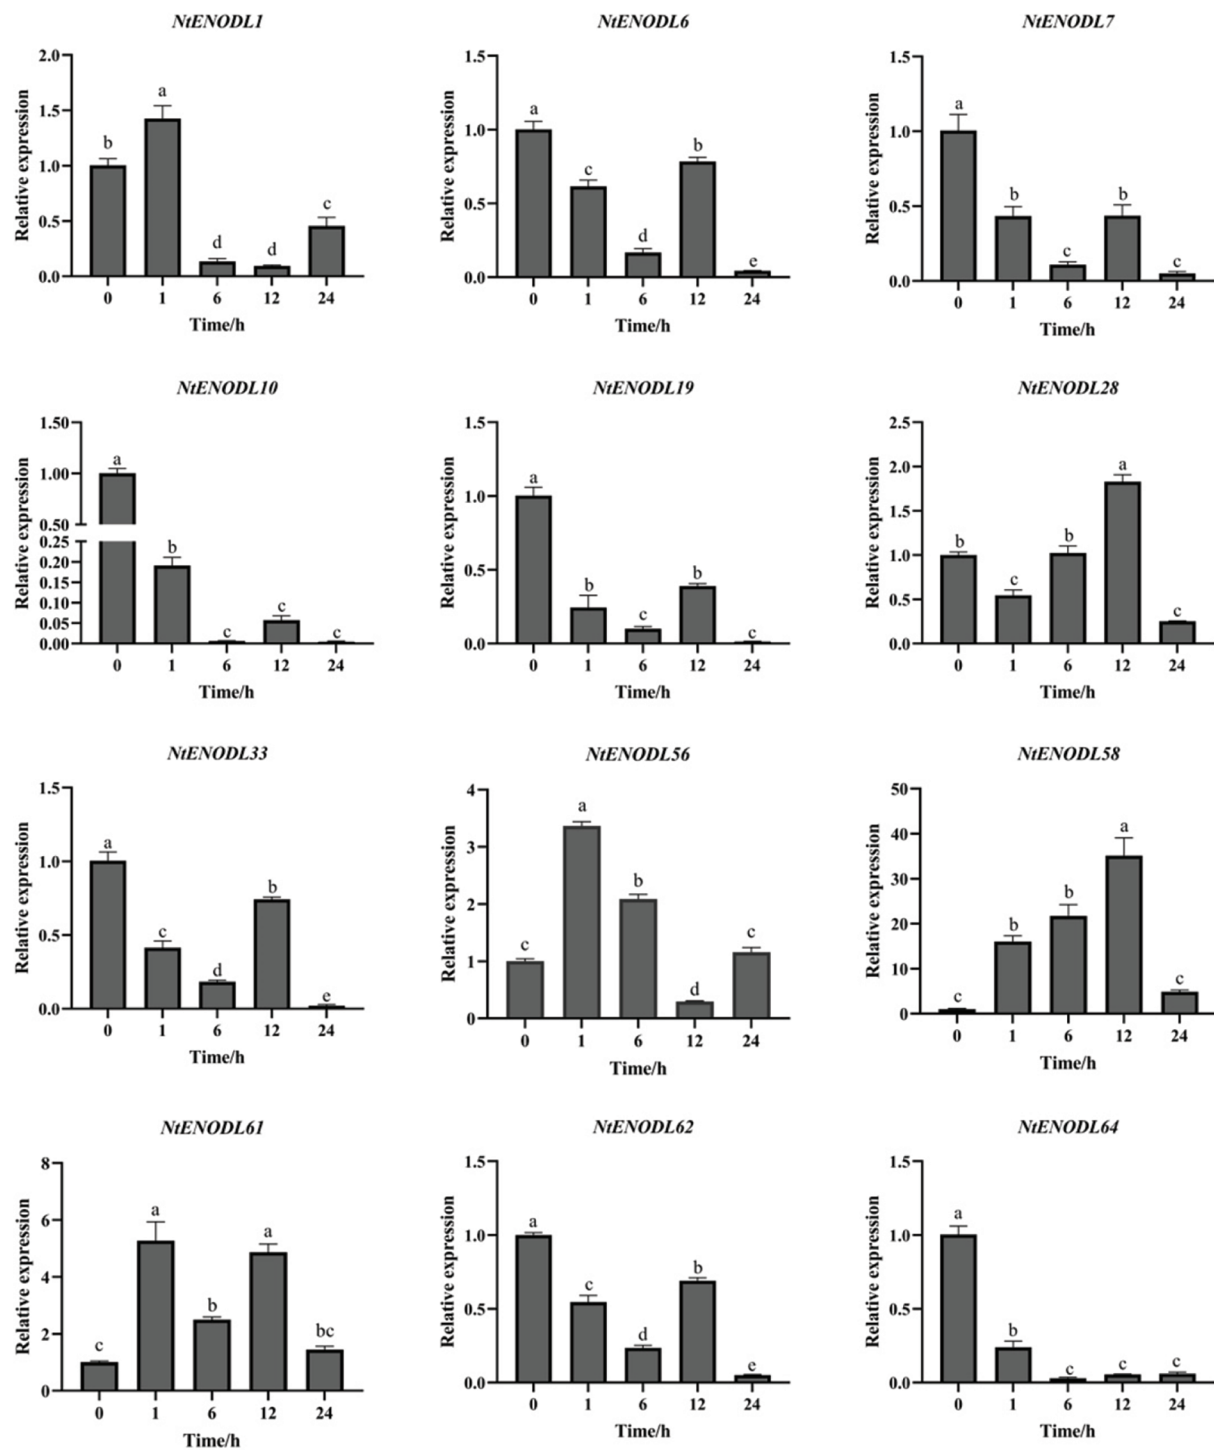 NtENODL1
Relative expression
2.0
1.5
1.0
0.5
0.0
b
a
d
d
c
0 1 6 12 24
Time/h
NtENODL6
Relative expression
1.5
1.0
0.5
0.0
a
c
d
b
e
0 1 6 12 24
Time/h
NtENODL7
Relative expression
1.5
1.0
0.5
0.0
a
b
c
b
c
0 1 6 12 24
Time/h
NtENODL10
Relative expression
1.50
1.00
0.50
0.25
0.20
0.15
0.10
0.05
0.00
a
b
c
c
c
0 1 6 12 24
Time/h
NtENODL19
Relative expression
1.5
1.0
0.5
0.0
a
b
c
b
c
0 1 6 12 24
Time/h
NtENODL28
Relative expression
2.5
2.0
1.5
1.0
0.5
0.0
b
c
b
a
0 1 6 12 24
Time/h
NtENODL33
Relative expression
1.5
1.0
0.5
0.0
a
c
d
b
e
0 1 6 12 24
Time/h
NtENODL56
Relative expression
4
3
2
1
0
c
a
b
d
c
0 1 6 12 24
Time/h
NtENODL58
Relative expression
50
40
30
20
10
0
c
b
b
a
c
0 1 6 12 24
Time/h
NtENODL61
Relative expression
8
6
4
2
0
c
a
b
a
bc
0 1 6 12 24
Time/h
NtENODL62
Relative expression
1.5
1.0
0.5
0.0
a
c
d
b
e
0 1 6 12 24
Time/h
NtENODL64
Relative expression
1.5
1.0
0.5
0.0
a
b
c
c
c
0 1 6 12 24
Time/h